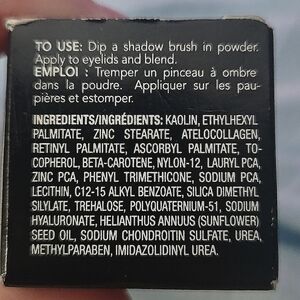 TO USE: Dip a shadow brush in powder.
Apply to eyelids and blend.
EMPLOI : Tremper un pinceau à ombre
dans la poudre. Appliquer sur les pau-
pières et estomper.
INGREDIENTS/INGRÉDIENTS: KAOLIN, ETHYLHEXYL
PALMITATE, ZINC STEARATE, ATELOCOLLAGEN,
RETINYL PALMITATE, ASCORBYL PALMITATE, TO-
COPHEROL, BETA-CAROTENE, NYLON-12, LAURYL PCA,
ZINC PCA, PHENYL TRIMETHICONE, SODIUM PCA,
LECITHIN, C12-15 ALKYL BENZOATE, SILICA DIMETHYL
SILYLATE, TREHALOSE, POLYQUATERNIUM-51, SODIUM
HYALURONATE, HELIANTHUS ANNUUS (SUNFLOWER)
SEED OIL, SODIUM CHONDROITIN SULFATE, UREA,
METHYLPARABEN, IMIDAZOLIDINYL UREA.